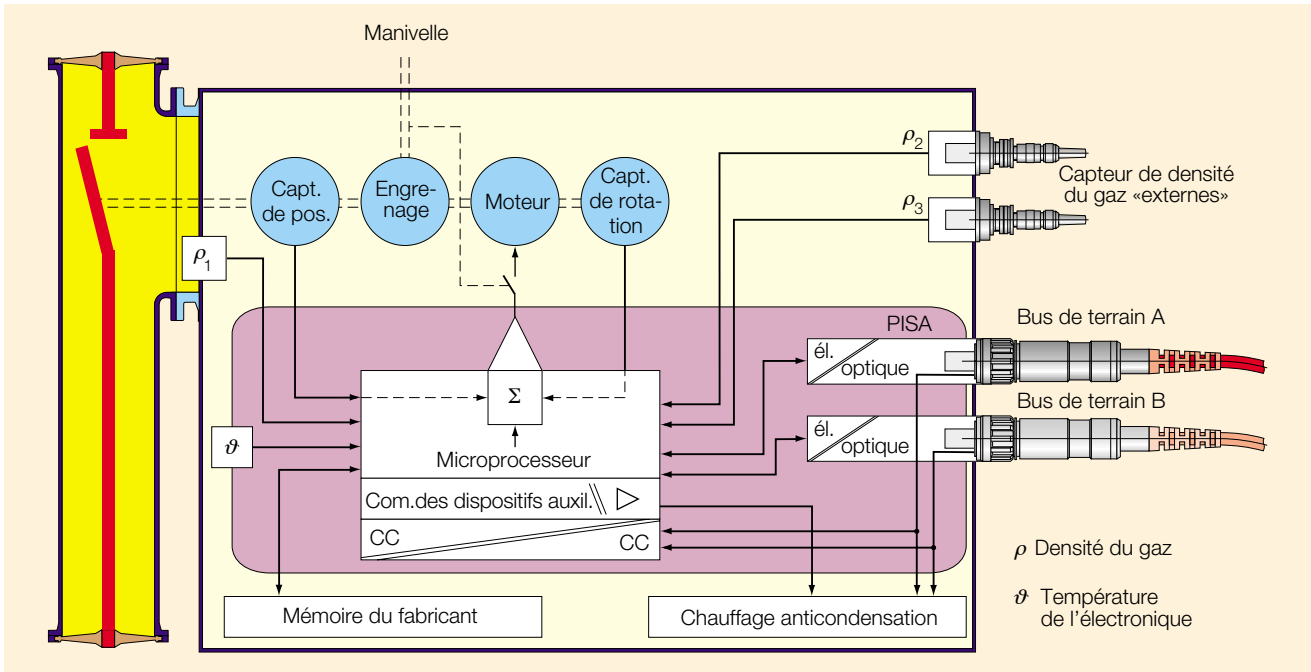 Manivelle
Capt.
de pos.
Engre-
nage
Moteur
Capt.
de rota-
tion
ρ2
ρ3
Capteur de densité
du gaz «externes»
ρ1
PISA
Bus de terrain A
él.
optique
Bus de terrain B
él.
optique
Σ
ϑ
Microprocesseur
Com.des dispositifs auxil.
CC
CC
Mémoire du fabricant
Chauffage anticondensation
ρ Densité du gaz
ϑ Température
de l'électronique